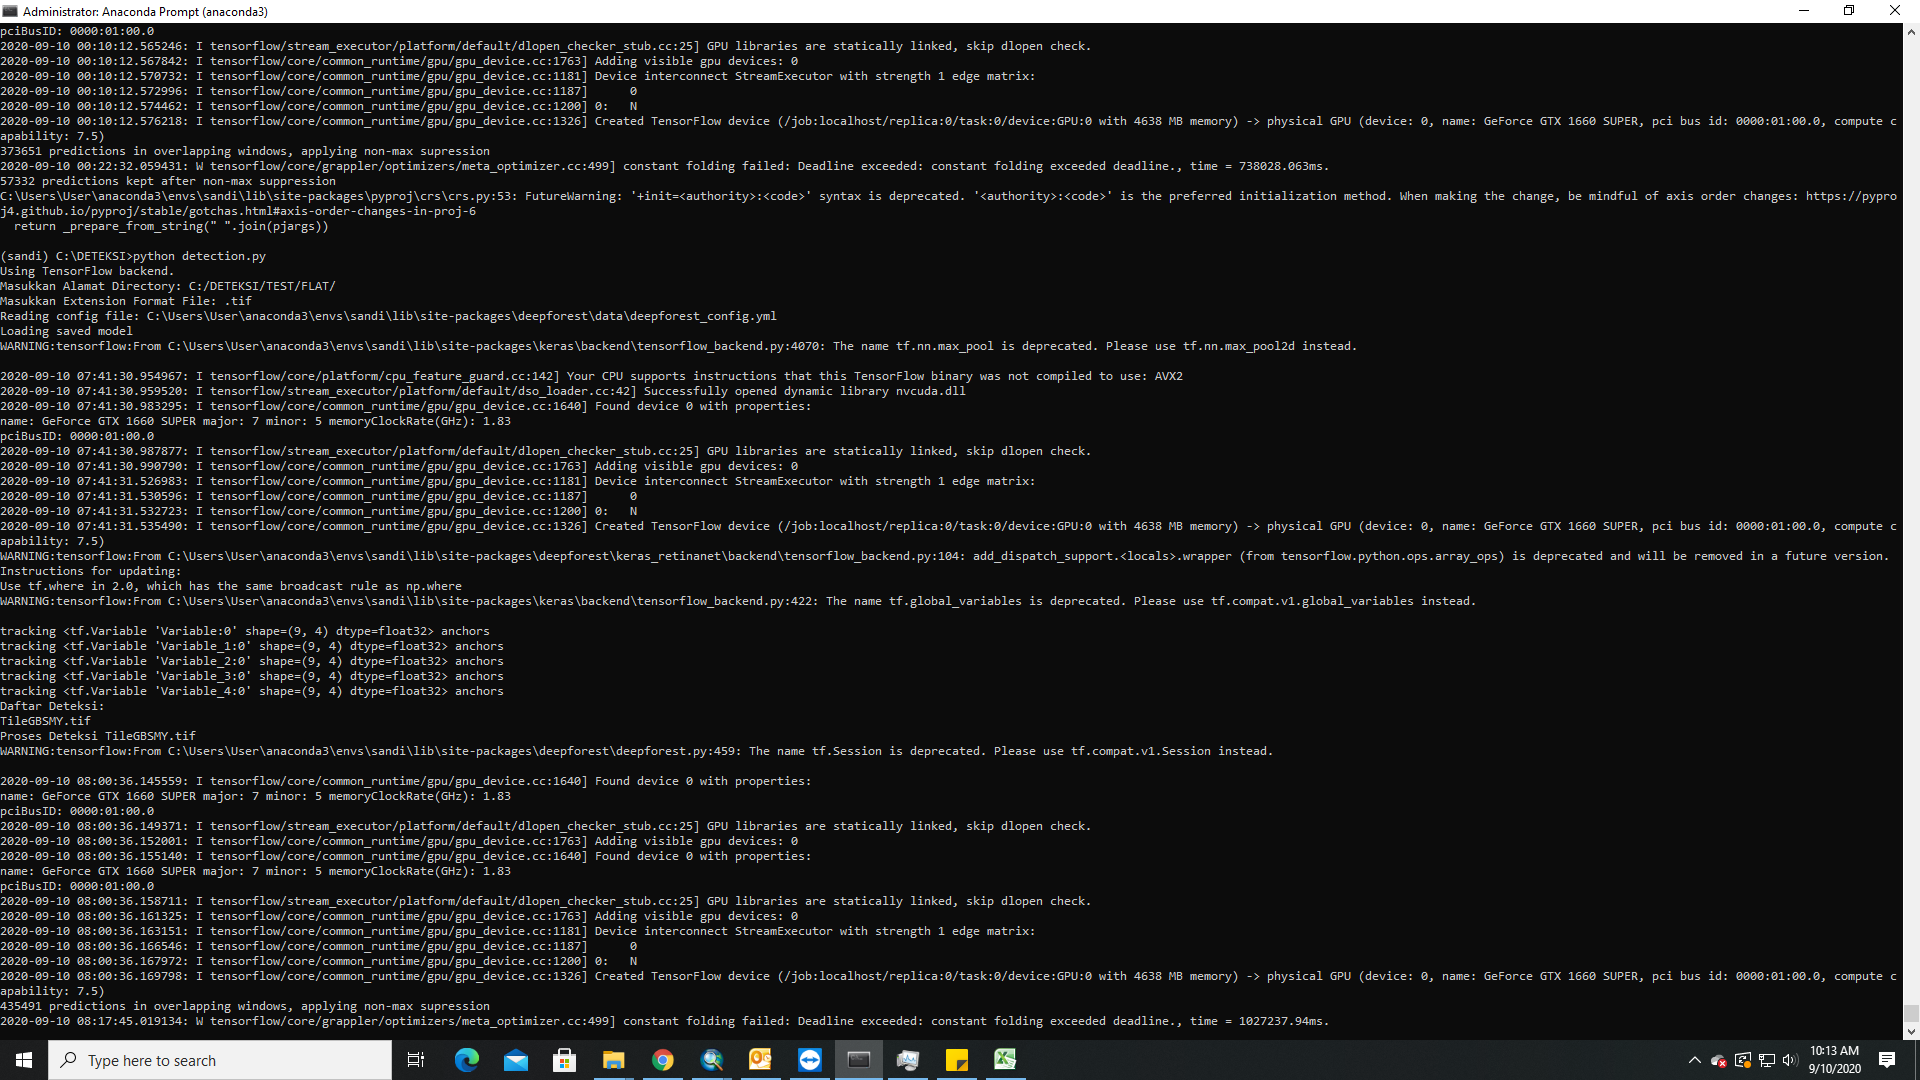 Administrator: Anaconda Prompt (anaconda3)
pciBusID: 0000:01:00.0
2020-09-10 00:10:12.565246: I tensorflow/stream_executor/platform/default/dlopen_checker_stub.cc:25] GPU libraries are statically linked, skip dlopen check.
2020-09-10 00:10:12.567842: I tensorflow/core/common_runtime/gpu/gpu_device.cc:1763] Adding visible gpu devices: 0
2020-09-10 00:10:12.570732: I tensorflow/core/common_runtime/gpu/gpu_device.cc:1181] Device interconnect StreamExecutor with strength 1 edge matrix:
2020-09-10 00:10:12.572996: I tensorflow/core/common_runtime/gpu/gpu_device.cc:1187]      0
2020-09-10 00:10:12.574462: I tensorflow/core/common_runtime/gpu/gpu_device.cc:1200] 0:   N
2020-09-10 00:10:12.576218: I tensorflow/core/common_runtime/gpu/gpu_device.cc:1326] Created TensorFlow device (/job:localhost/replica:0/task:0/device:GPU:0 with 4638 MB memory) -> physical GPU (device: 0, name: GeForce GTX 1660 SUPER, pci bus id: 0000:01:00.0, compute c
apability: 7.5)
373651 predictions in overlapping windows, applying non-max supression
2020-09-10 00:22:32.059431: W tensorflow/core/grappler/optimizers/meta_optimizer.cc:499] constant folding failed: Deadline exceeded: constant folding exceeded deadline., time = 738028.063ms.
57332 predictions kept after non-max suppression
C:\Users\User\anaconda3\envs\sandi\lib\site-packages\pyproj\crs\crs.py:53: FutureWarning: '+init=<authority>:<code>' syntax is deprecated. '<authority>:<code>' is the preferred initialization method. When making the change, be mindful of axis order changes: https://pypro
j4.github.io/pyproj/stable/gotchas.html#axis-order-changes-in-proj-6
  return _prepare_from_string(" ".join(pjargs))
(sandi) C:\DETEKSI>python detection.py
Using TensorFlow backend.
Masukkan Alamat Directory: C:/DETEKSI/TEST/FLAT/
Masukkan Extension Format File: .tif
Reading config file: C:\Users\User\anaconda3\envs\sandi\lib\site-packages\deepforest\data\deepforest_config.yml
Loading saved model
WARNING:tensorflow:From C:\Users\User\anaconda3\envs\sandi\lib\site-packages\keras\backend\tensorflow_backend.py:4070: The name tf.nn.max_pool is deprecated. Please use tf.nn.max_pool2d instead.
2020-09-10 07:41:30.954967: I tensorflow/core/platform/cpu_feature_guard.cc:142] Your CPU supports instructions that this TensorFlow binary was not compiled to use: AVX2
2020-09-10 07:41:30.959520: I tensorflow/stream_executor/platform/default/dso_loader.cc:42] Successfully opened dynamic library nvcuda.dll
2020-09-10 07:41:30.983295: I tensorflow/core/common_runtime/gpu/gpu_device.cc:1640] Found device 0 with properties:
name: GeForce GTX 1660 SUPER major: 7 minor: 5 memoryClockRate(GHz): 1.83
pciBusID: 0000:01:00.0
2020-09-10 07:41:30.987877: I tensorflow/stream_executor/platform/default/dlopen_checker_stub.cc:25] GPU libraries are statically linked, skip dlopen check.
2020-09-10 07:41:30.990790: I tensorflow/core/common_runtime/gpu/gpu_device.cc:1763] Adding visible gpu devices: 0
2020-09-10 07:41:31.526983: I tensorflow/core/common_runtime/gpu/gpu_device.cc:1181] Device interconnect StreamExecutor with strength 1 edge matrix:
2020-09-10 07:41:31.530596: I tensorflow/core/common_runtime/gpu/gpu_device.cc:1187]      0
2020-09-10 07:41:31.532723: I tensorflow/core/common_runtime/gpu/gpu_device.cc:1200] 0:   N
2020-09-10 07:41:31.535490: I tensorflow/core/common_runtime/gpu/gpu_device.cc:1326] Created TensorFlow device (/job:localhost/replica:0/task:0/device:GPU:0 with 4638 MB memory) -> physical GPU (device: 0, name: GeForce GTX 1660 SUPER, pci bus id: 0000:01:00.0, compute c
apability: 7.5)
WARNING:tensorflow:From C:\Users\User\anaconda3\envs\sandi\lib\site-packages\deepforest\keras_retinanet\backend\tensorflow_backend.py:104: add_dispatch_support.<locals>.wrapper (from tensorflow.python.ops.array_ops) is deprecated and will be removed in a future version.
Instructions for updating:
Use tf.where in 2.0, which has the same broadcast rule as np.where
WARNING:tensorflow:From C:\Users\User\anaconda3\envs\sandi\lib\site-packages\keras\backend\tensorflow_backend.py:422: The name tf.global_variables is deprecated. Please use tf.compat.v1.global_variables instead.
tracking <tf.Variable 'Variable:0' shape=(9, 4) dtype=float32> anchors
tracking <tf.Variable 'Variable_1:0' shape=(9, 4) dtype=float32> anchors
tracking <tf.Variable 'Variable_2:0' shape=(9, 4) dtype=float32> anchors
tracking <tf.Variable 'Variable_3:0' shape=(9, 4) dtype=float32> anchors
tracking <tf.Variable 'Variable_4:0' shape=(9, 4) dtype=float32> anchors
Daftar Deteksi:
TileGBSMY.tif
Proses Deteksi TileGBSMY.tif
WARNING:tensorflow:From C:\Users\User\anaconda3\envs\sandi\lib\site-packages\deepforest\deepforest.py:459: The name tf.Session is deprecated. Please use tf.compat.v1.Session instead.
2020-09-10 08:00:36.145559: I tensorflow/core/common_runtime/gpu/gpu_device.cc:1640] Found device 0 with properties:
name: GeForce GTX 1660 SUPER major: 7 minor: 5 memoryClockRate(GHz): 1.83
pciBusID: 0000:01:00.0
2020-09-10 08:00:36.149371: I tensorflow/stream_executor/platform/default/dlopen_checker_stub.cc:25] GPU libraries are statically linked, skip dlopen check.
2020-09-10 08:00:36.152001: I tensorflow/core/common_runtime/gpu/gpu_device.cc:1763] Adding visible gpu devices: 0
2020-09-10 08:00:36.155140: I tensorflow/core/common_runtime/gpu/gpu_device.cc:1640] Found device 0 with properties:
name: GeForce GTX 1660 SUPER major: 7 minor: 5 memoryClockRate(GHz): 1.83
pciBusID: 0000:01:00.0
2020-09-10 08:00:36.158711: I tensorflow/stream_executor/platform/default/dlopen_checker_stub.cc:25] GPU libraries are statically linked, skip dlopen check.
2020-09-10 08:00:36.161325: I tensorflow/core/common_runtime/gpu/gpu_device.cc:1763] Adding visible gpu devices: 0
2020-09-10 08:00:36.163151: I tensorflow/core/common_runtime/gpu/gpu_device.cc:1181] Device interconnect StreamExecutor with strength 1 edge matrix:
2020-09-10 08:00:36.166546: I tensorflow/core/common_runtime/gpu/gpu_device.cc:1187]      0
2020-09-10 08:00:36.167972: I tensorflow/core/common_runtime/gpu/gpu_device.cc:1200] 0:   N
2020-09-10 08:00:36.169798: I tensorflow/core/common_runtime/gpu/gpu_device.cc:1326] Created TensorFlow device (/job:localhost/replica:0/task:0/device:GPU:0 with 4638 MB memory) -> physical GPU (device: 0, name: GeForce GTX 1660 SUPER, pci bus id: 0000:01:00.0, compute c
apability: 7.5)
435491 predictions in overlapping windows, applying non-max supression
2020-09-10 08:17:45.019134: W tensorflow/core/grappler/optimizers/meta_optimizer.cc:499] constant folding failed: Deadline exceeded: constant folding exceeded deadline., time = 1027237.94ms.
Type here to search
10:13 AM
9/10/2020